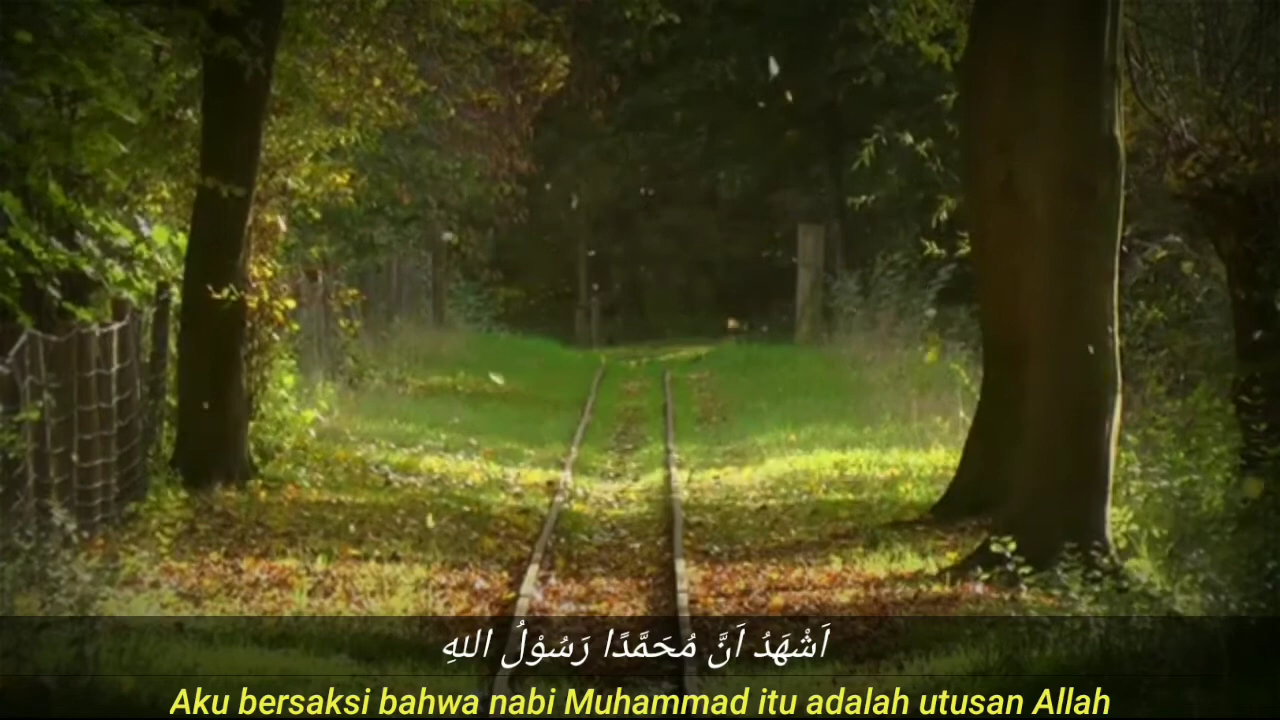 اَشْهَدُ اَنَّ مُحَمَّدًا رَسُوْلُ اللهِ
Aku bersaksi bahwa nabi Muhammad itu adalah utusan Allah